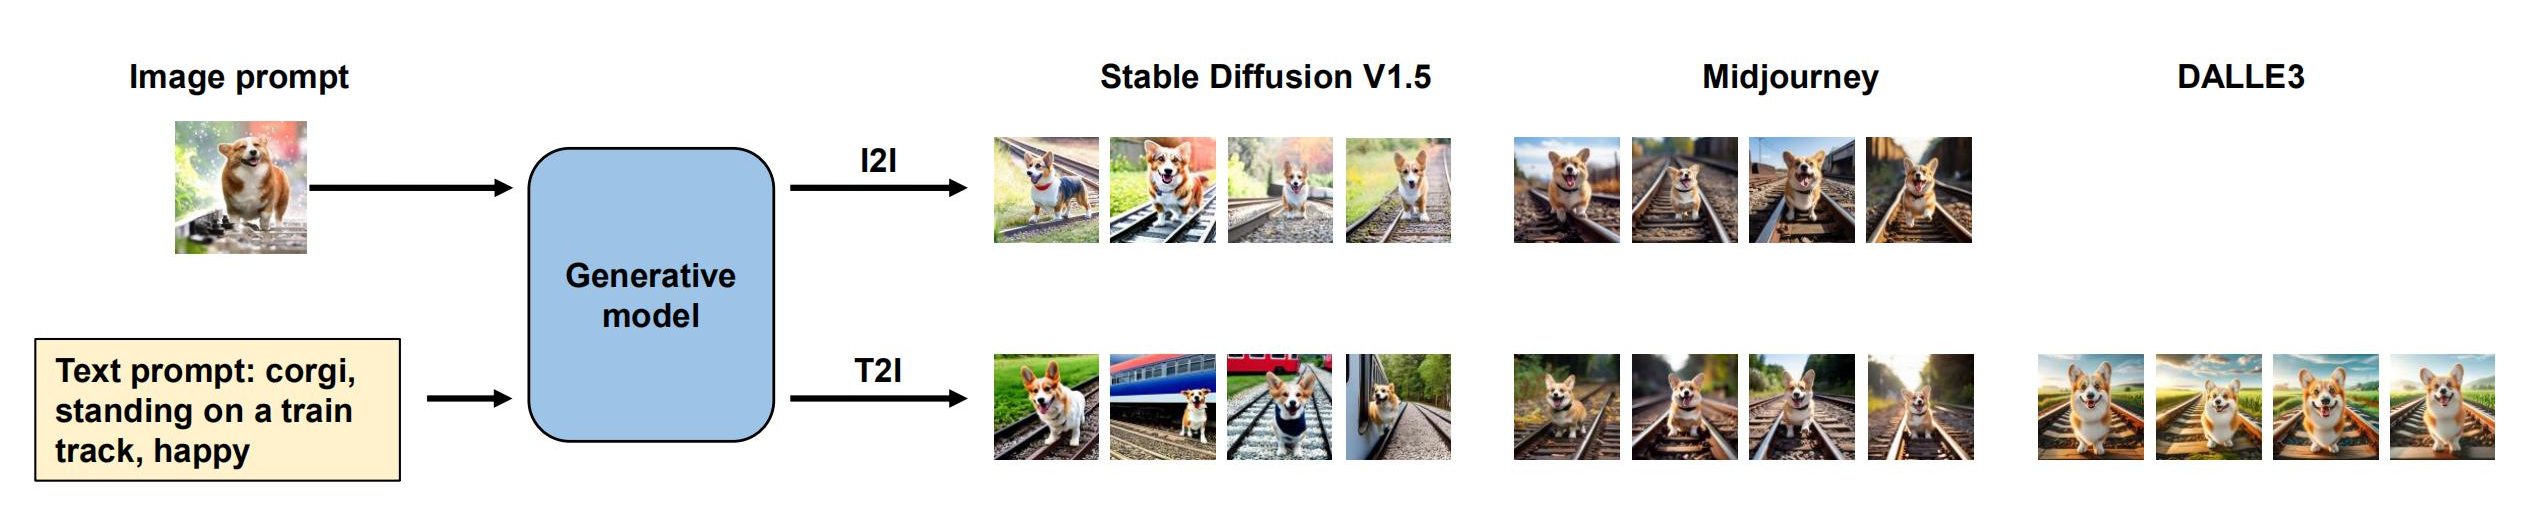 Image prompt
Stable Diffusion V1.5
Midjourney
DALLE3
I2I
Generative
model
Text prompt: corgi,
standing on a train
track, happy
T2I